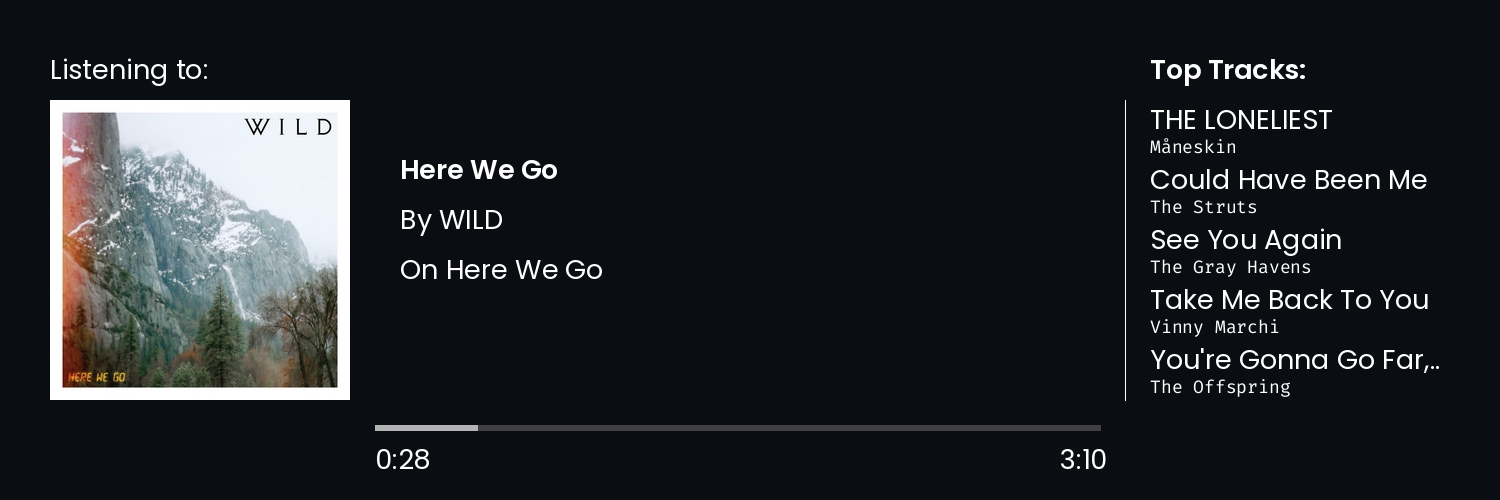 Listening to:
WILD
HERE WE GO
Here We Go
By WILD
On Here We Go
0:28
3:10
Top Tracks:
THE LONELIEST
Måneskin
Could Have Been Me
The Struts
See You Again
The Gray Havens
Take Me Back To You
Vinny Marchi
You're Gonna Go Far,..
The Offspring